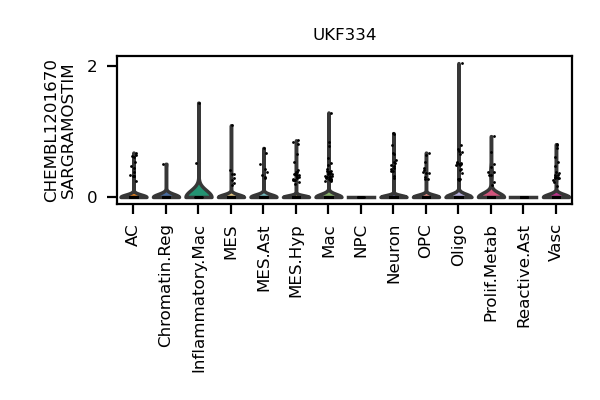 UKF334
CHEMBL1201670
SARGRAMOSTIM
2
0
AC
Chromatin.Reg
Inflammatory.Mac
MES
MES.Ast
MES.Hyp
Mac
NPC
Neuron
OPC
Oligo
Prolif.Metab
Reactive.Ast
Vasc